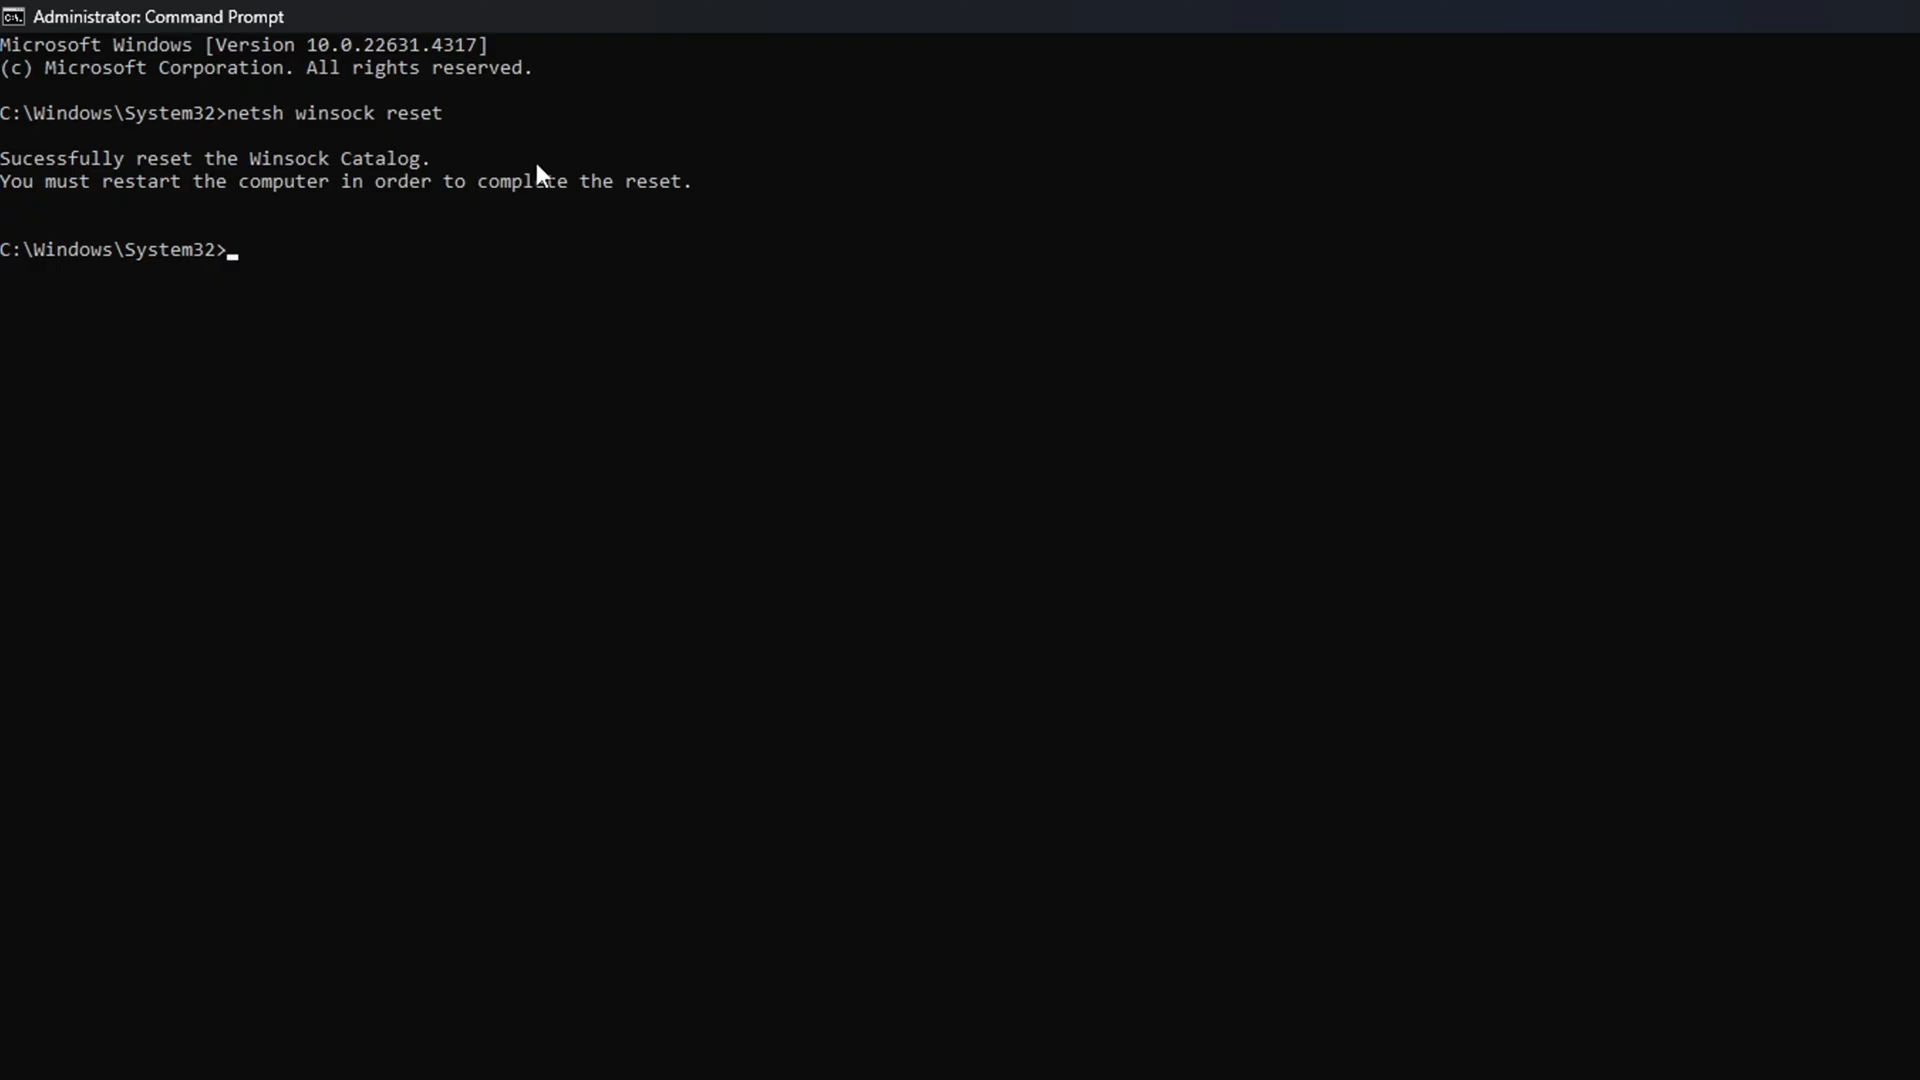 Administrator: Command Prompt
Microsoft Windows [Version 10.0.22631.4317]
(c) Microsoft Corporation. All rights reserved.
C:\Windows\System32>netsh winsock reset
Sucessfully reset the Winsock Catalog.
You must restart the computer in order to complete the reset.
C:\Windows\System32>